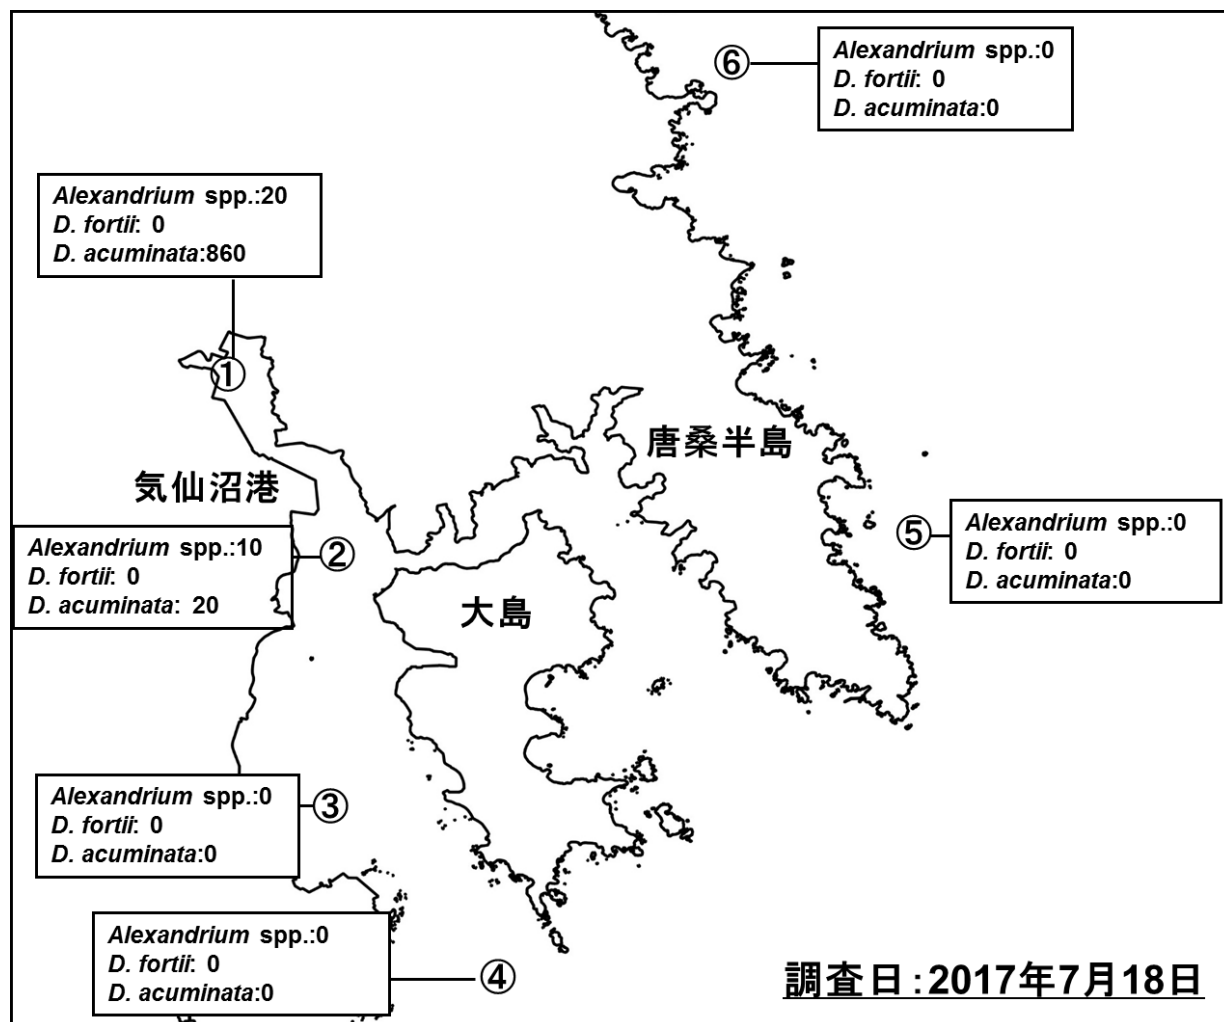 ⑥
Alexandrium spp.:0
D. fortii: 0
D. acuminata:0
Alexandrium spp.:20
D. fortii: 0
D. acuminata:860
①
唐桑半島
気仙沼港
Alexandrium spp.:10
D. fortii: 0
D. acuminata: 20
②
⑤
Alexandrium spp.:0
D. fortii: 0
D. acuminata:0
大島
Alexandrium spp.:0
D. fortii: 0
D. acuminata:0
③
Alexandrium spp.:0
D. fortii: 0
D. acuminata:0
④
調査日:2017年7月18日